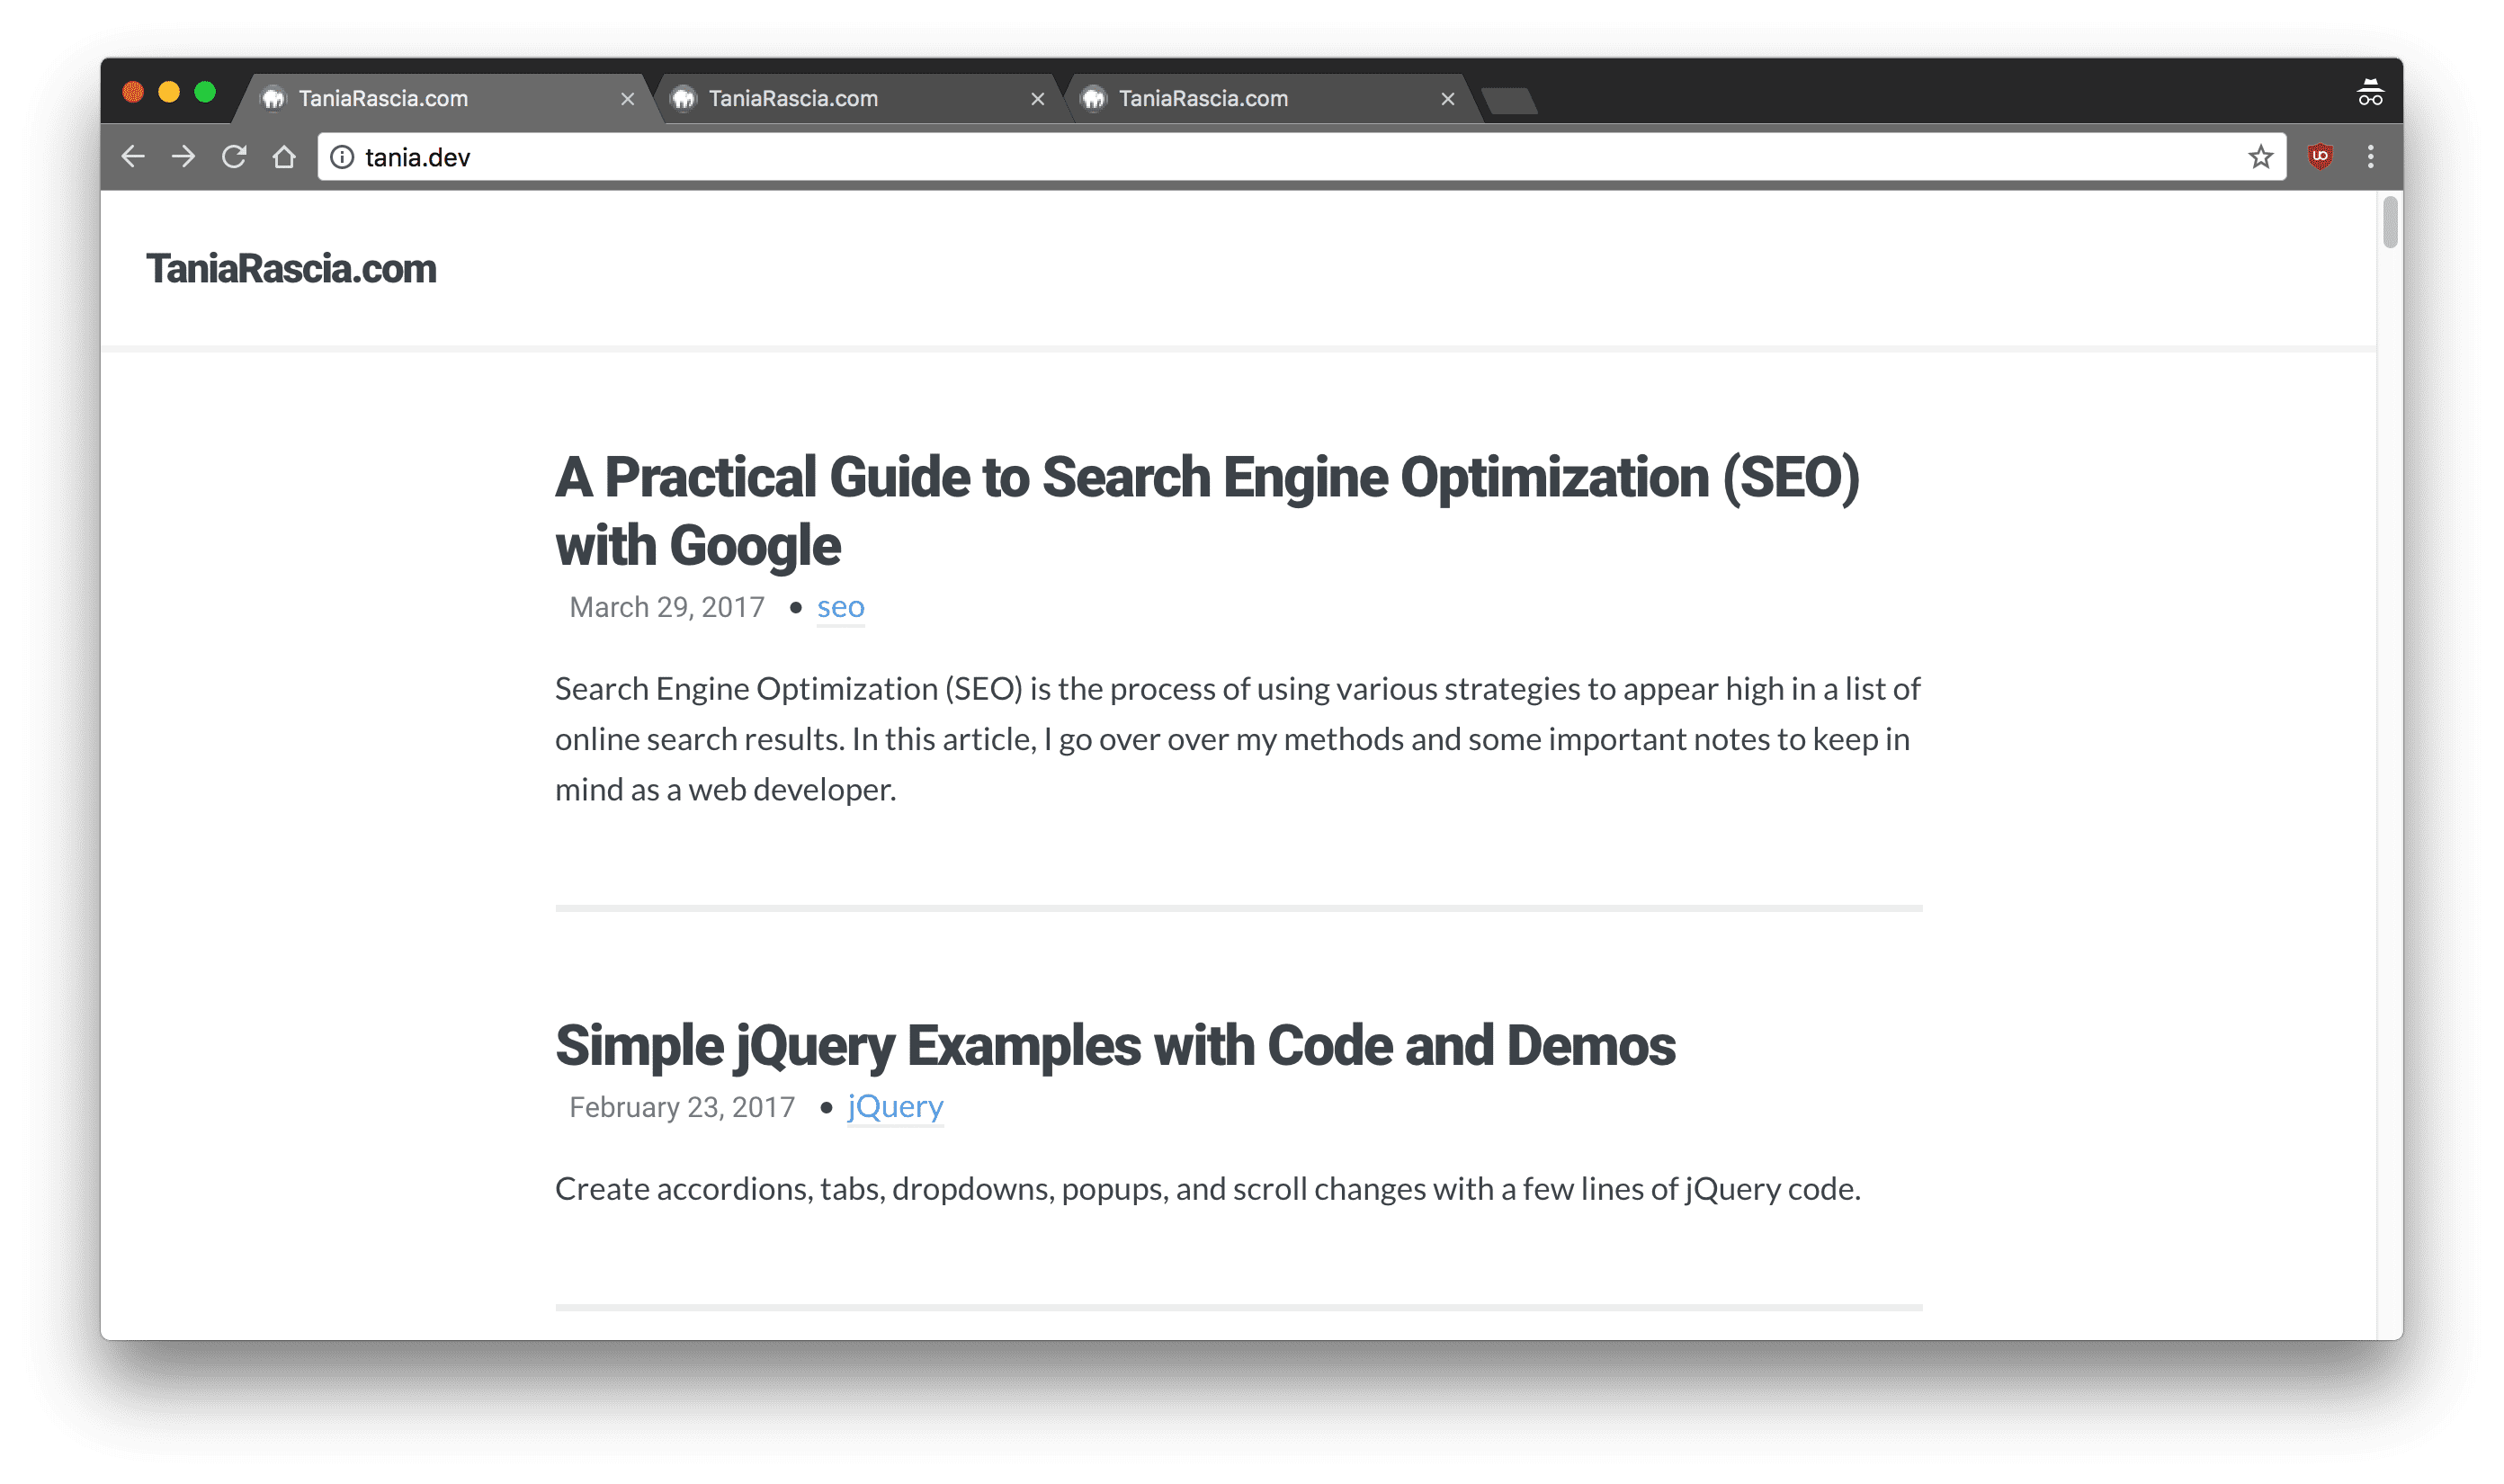 TaniaRascia.com
TaniaRascia.com
TaniaRascia.com
tania.dev
TaniaRascia.com
A Practical Guide to Search Engine Optimization (SEO)
with Google
March 29, 2017 • seo
Search Engine Optimization (SEO) is the process of using various strategies to appear high in a list of
online search results. In this article, I go over over my methods and some important notes to keep in
mind as a web developer.
Simple jQuery Examples with Code and Demos
February 23, 2017 • jQuery
Create accordions, tabs, dropdowns, popups, and scroll changes with a few lines of jQuery code.